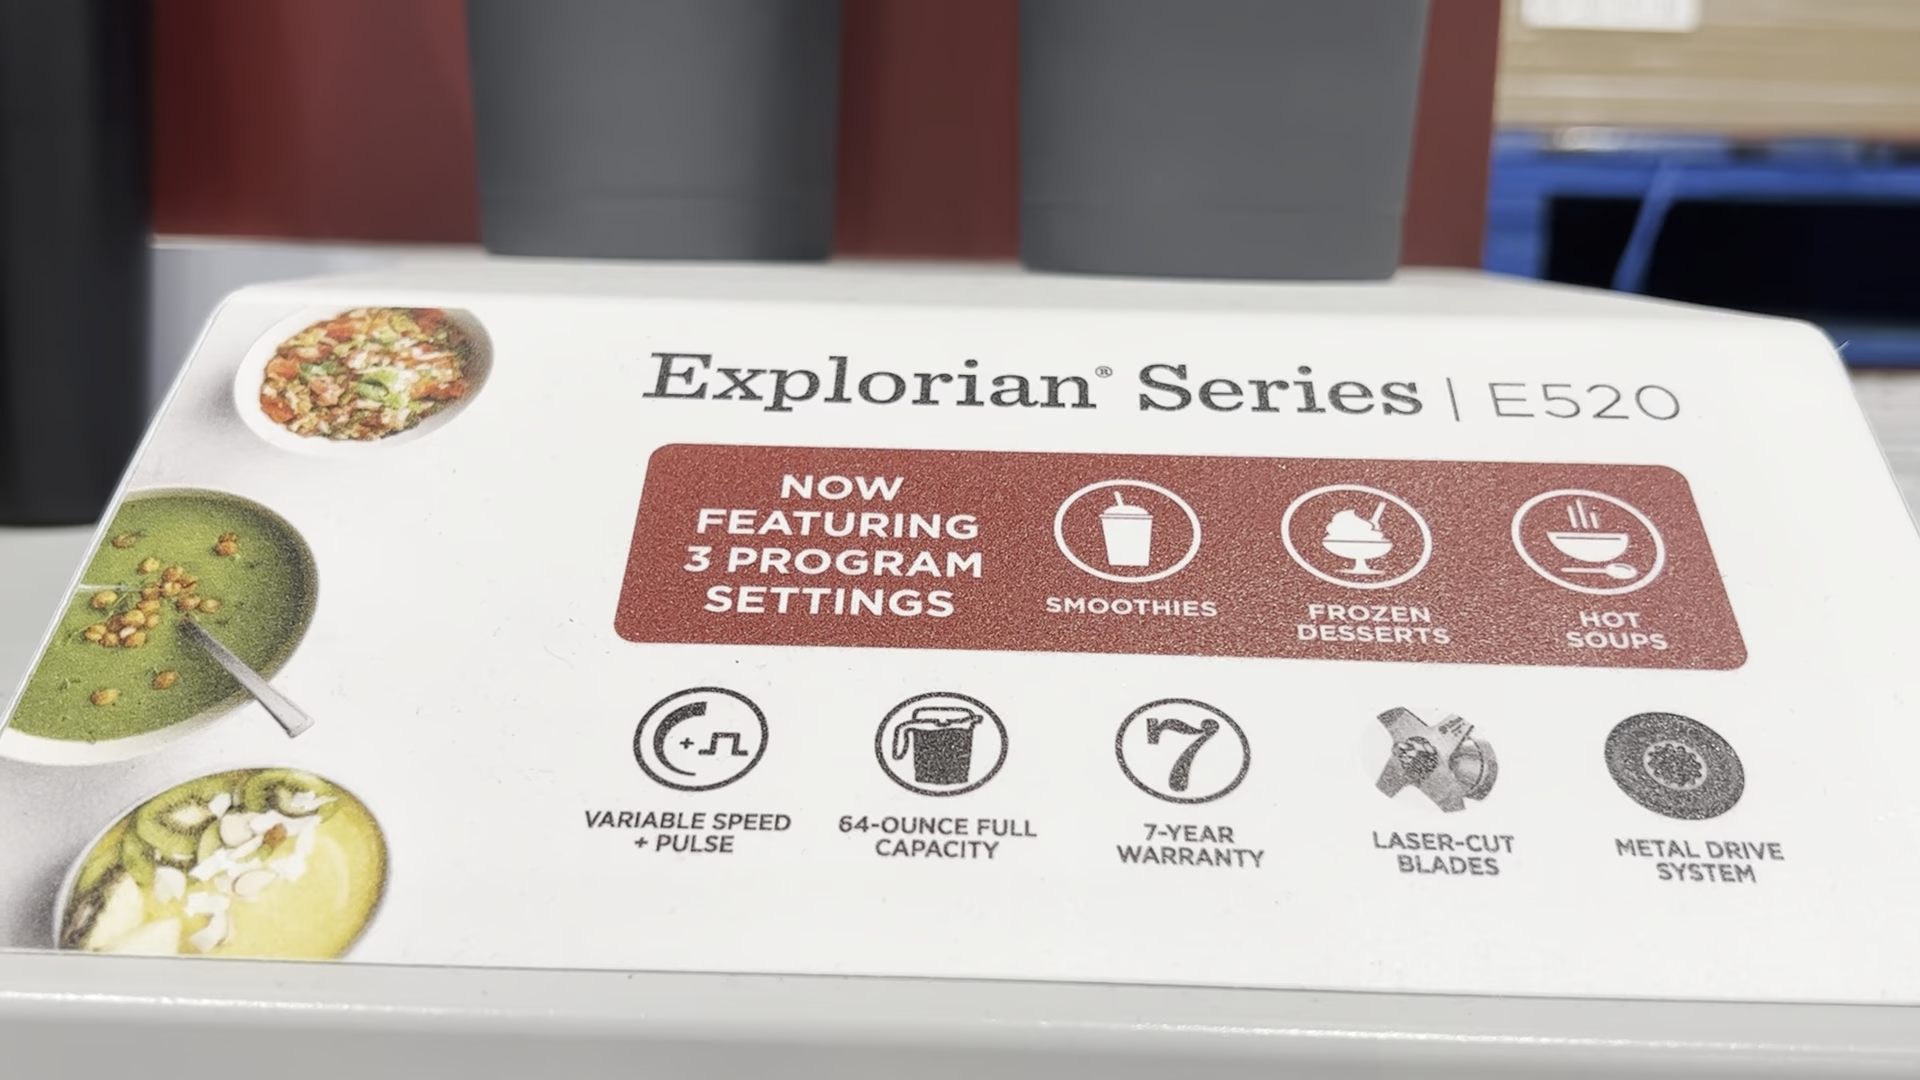 Explorian® Series | E520
NOW
FEATURING
3 PROGRAM
SETTINGS
SMOOTHIES
FROZEN
DESSERTS
HOT
SOUPS
+
7
VARIABLE SPEED
+ PULSE
64-OUNCE FULL
CAPACITY
7-YEAR
WARRANTY
LASER-CUT
BLADES
METAL DRIVE
SYSTEM